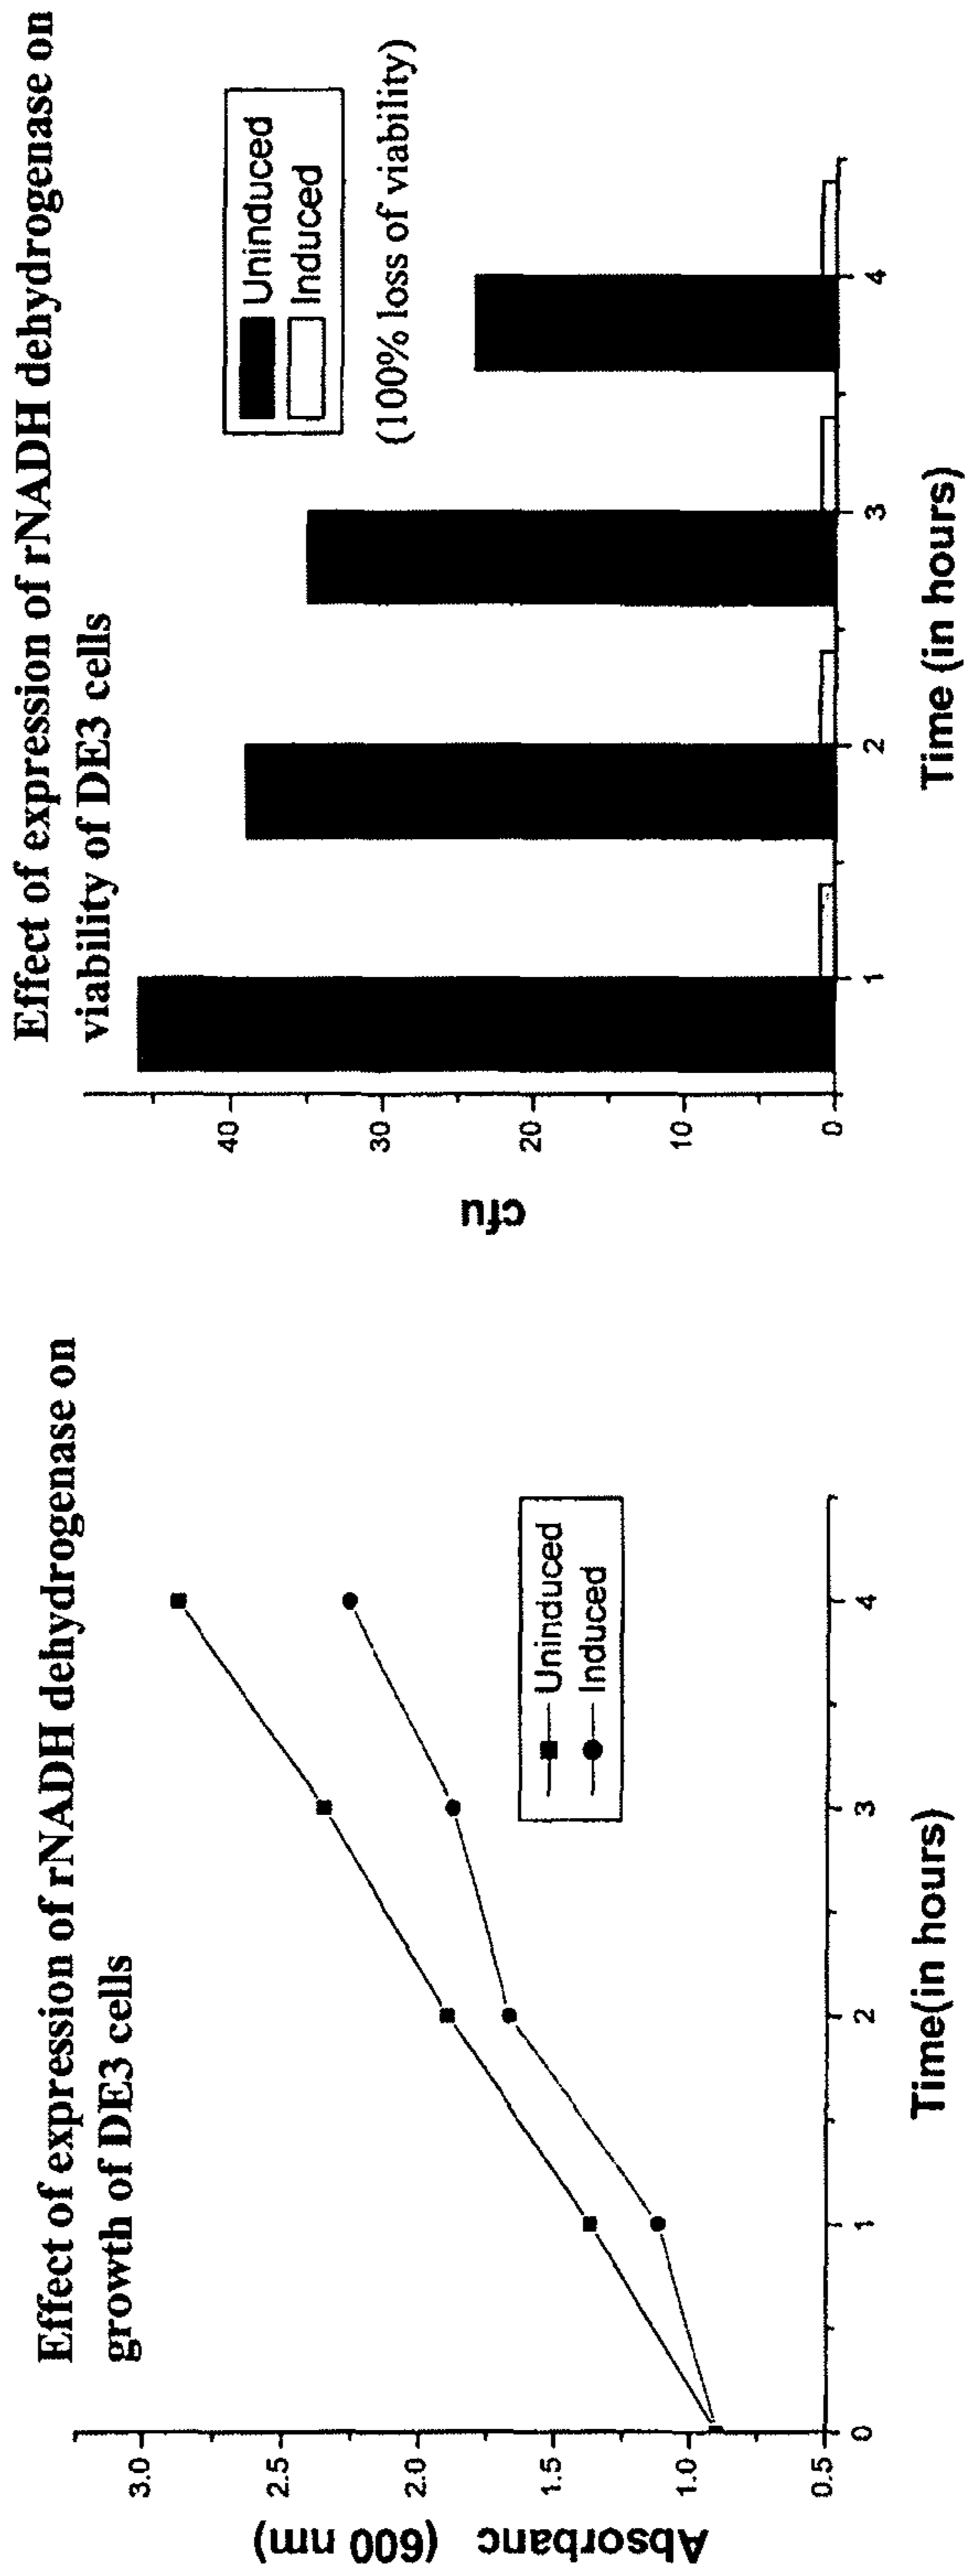 Effect of expression of rNADH dehydrogenase on
growth of DE3 cells
Absorbanc (600 nm)
3.0
2.5
2.0
1.5
1.0
0.5
0
1
2
3
4
Time(in hours)
Uninduced
Induced
Effect of expression of rNADH dehydrogenase on
viability of DE3 cells
cfu
40
30
20
10
0
1
2
3
4
Time (in hours)
Uninduced
Induced
(100% loss of viability)